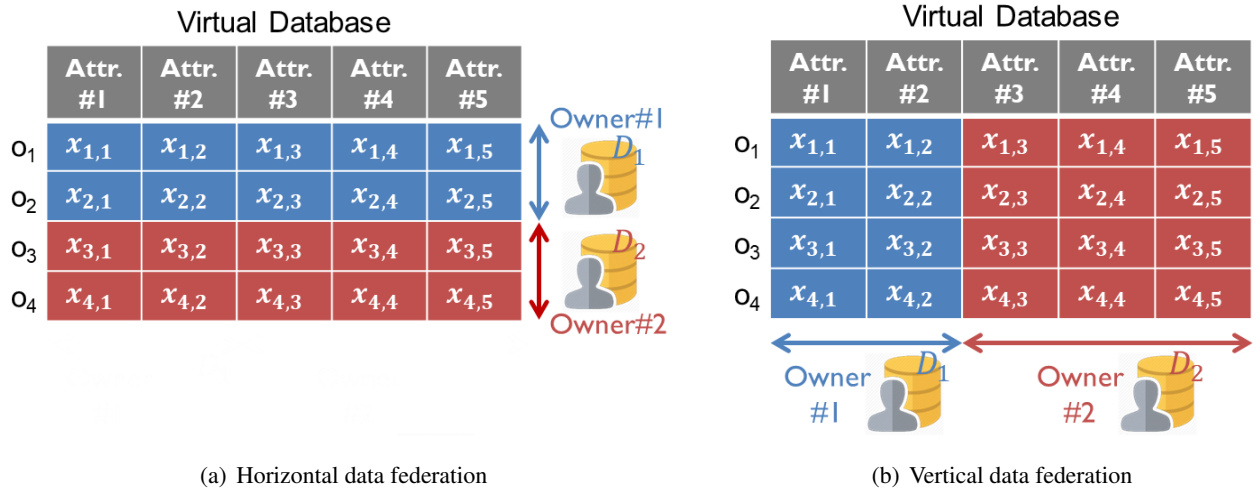 Virtual Database
Attr. #1 Attr. #2 Attr. #3 Attr. #4 Attr. #5
o₁ x₁,₁ x₁,₂ x₁,₃ x₁,₄ x₁,₅
o₂ x₂,₁ x₂,₂ x₂,₃ x₂,₄ x₂,₅
o₃ x₃,₁ x₃,₂ x₃,₃ x₃,₄ x₃,₅
o₄ x₄,₁ x₄,₂ x₄,₃ x₄,₄ x₄,₅
Owner#1
D₁
D₂
Owner#2
(a) Horizontal data federation
Virtual Database
Attr. #1 Attr. #2 Attr. #3 Attr. #4 Attr. #5
o₁ x₁,₁ x₁,₂ x₁,₃ x₁,₄ x₁,₅
o₂ x₂,₁ x₂,₂ x₂,₃ x₂,₄ x₂,₅
o₃ x₃,₁ x₃,₂ x₃,₃ x₃,₄ x₃,₅
o₄ x₄,₁ x₄,₂ x₄,₃ x₄,₄ x₄,₅
Owner #1
D₁
Owner #2
D₂
(b) Vertical data federation